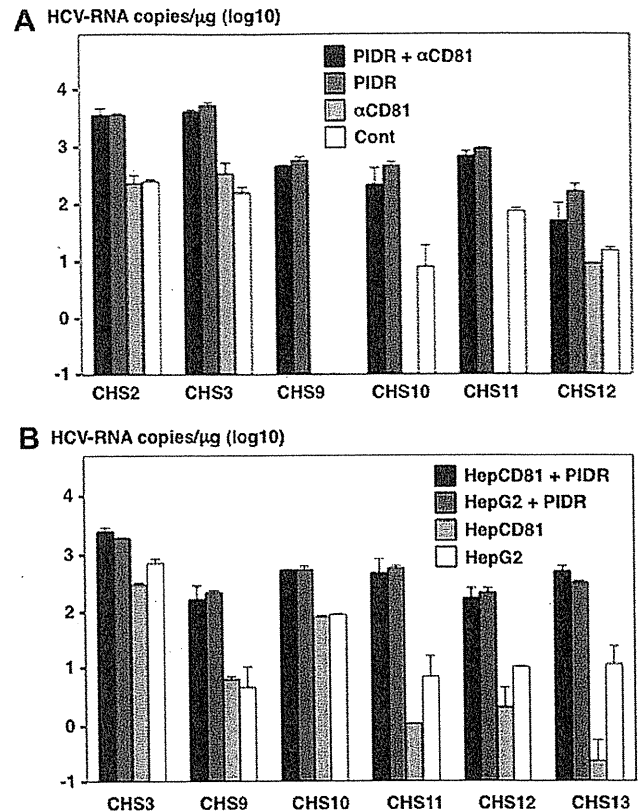 A HCV-RNA copies/µg (log10)
PIDR + αCD81
PIDR
αCD81
Cont
4
3
2
1
0
-1
CHS2 CHS3 CHS9 CHS10 CHS11 CHS12
B HCV-RNA copies/µg (log10)
HepCD81 + PIDR
HepG2 + PIDR
HepCD81
HepG2
4
3
2
1
0
-1
CHS3 CHS9 CHS10 CHS11 CHS12 CHS13